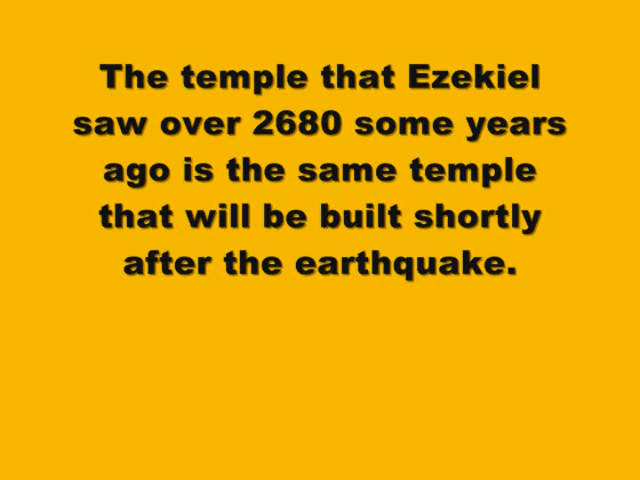 The temple that Ezekiel
saw over 2680 some years
ago is the same temple
that will be built shortly
after the earthquake.